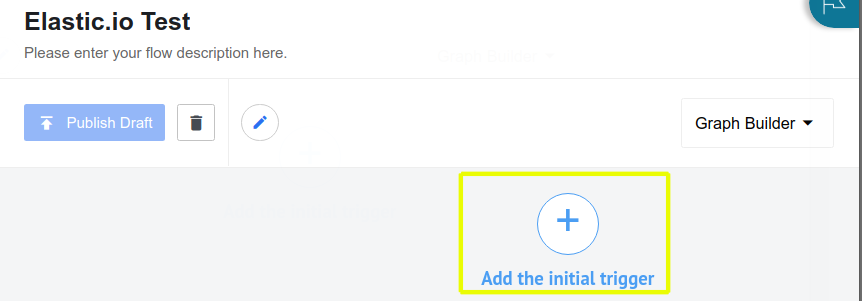 Elastic.io Test
Please enter your flow description here.
Publish Draft
Graph Builder
Add the initial trigger